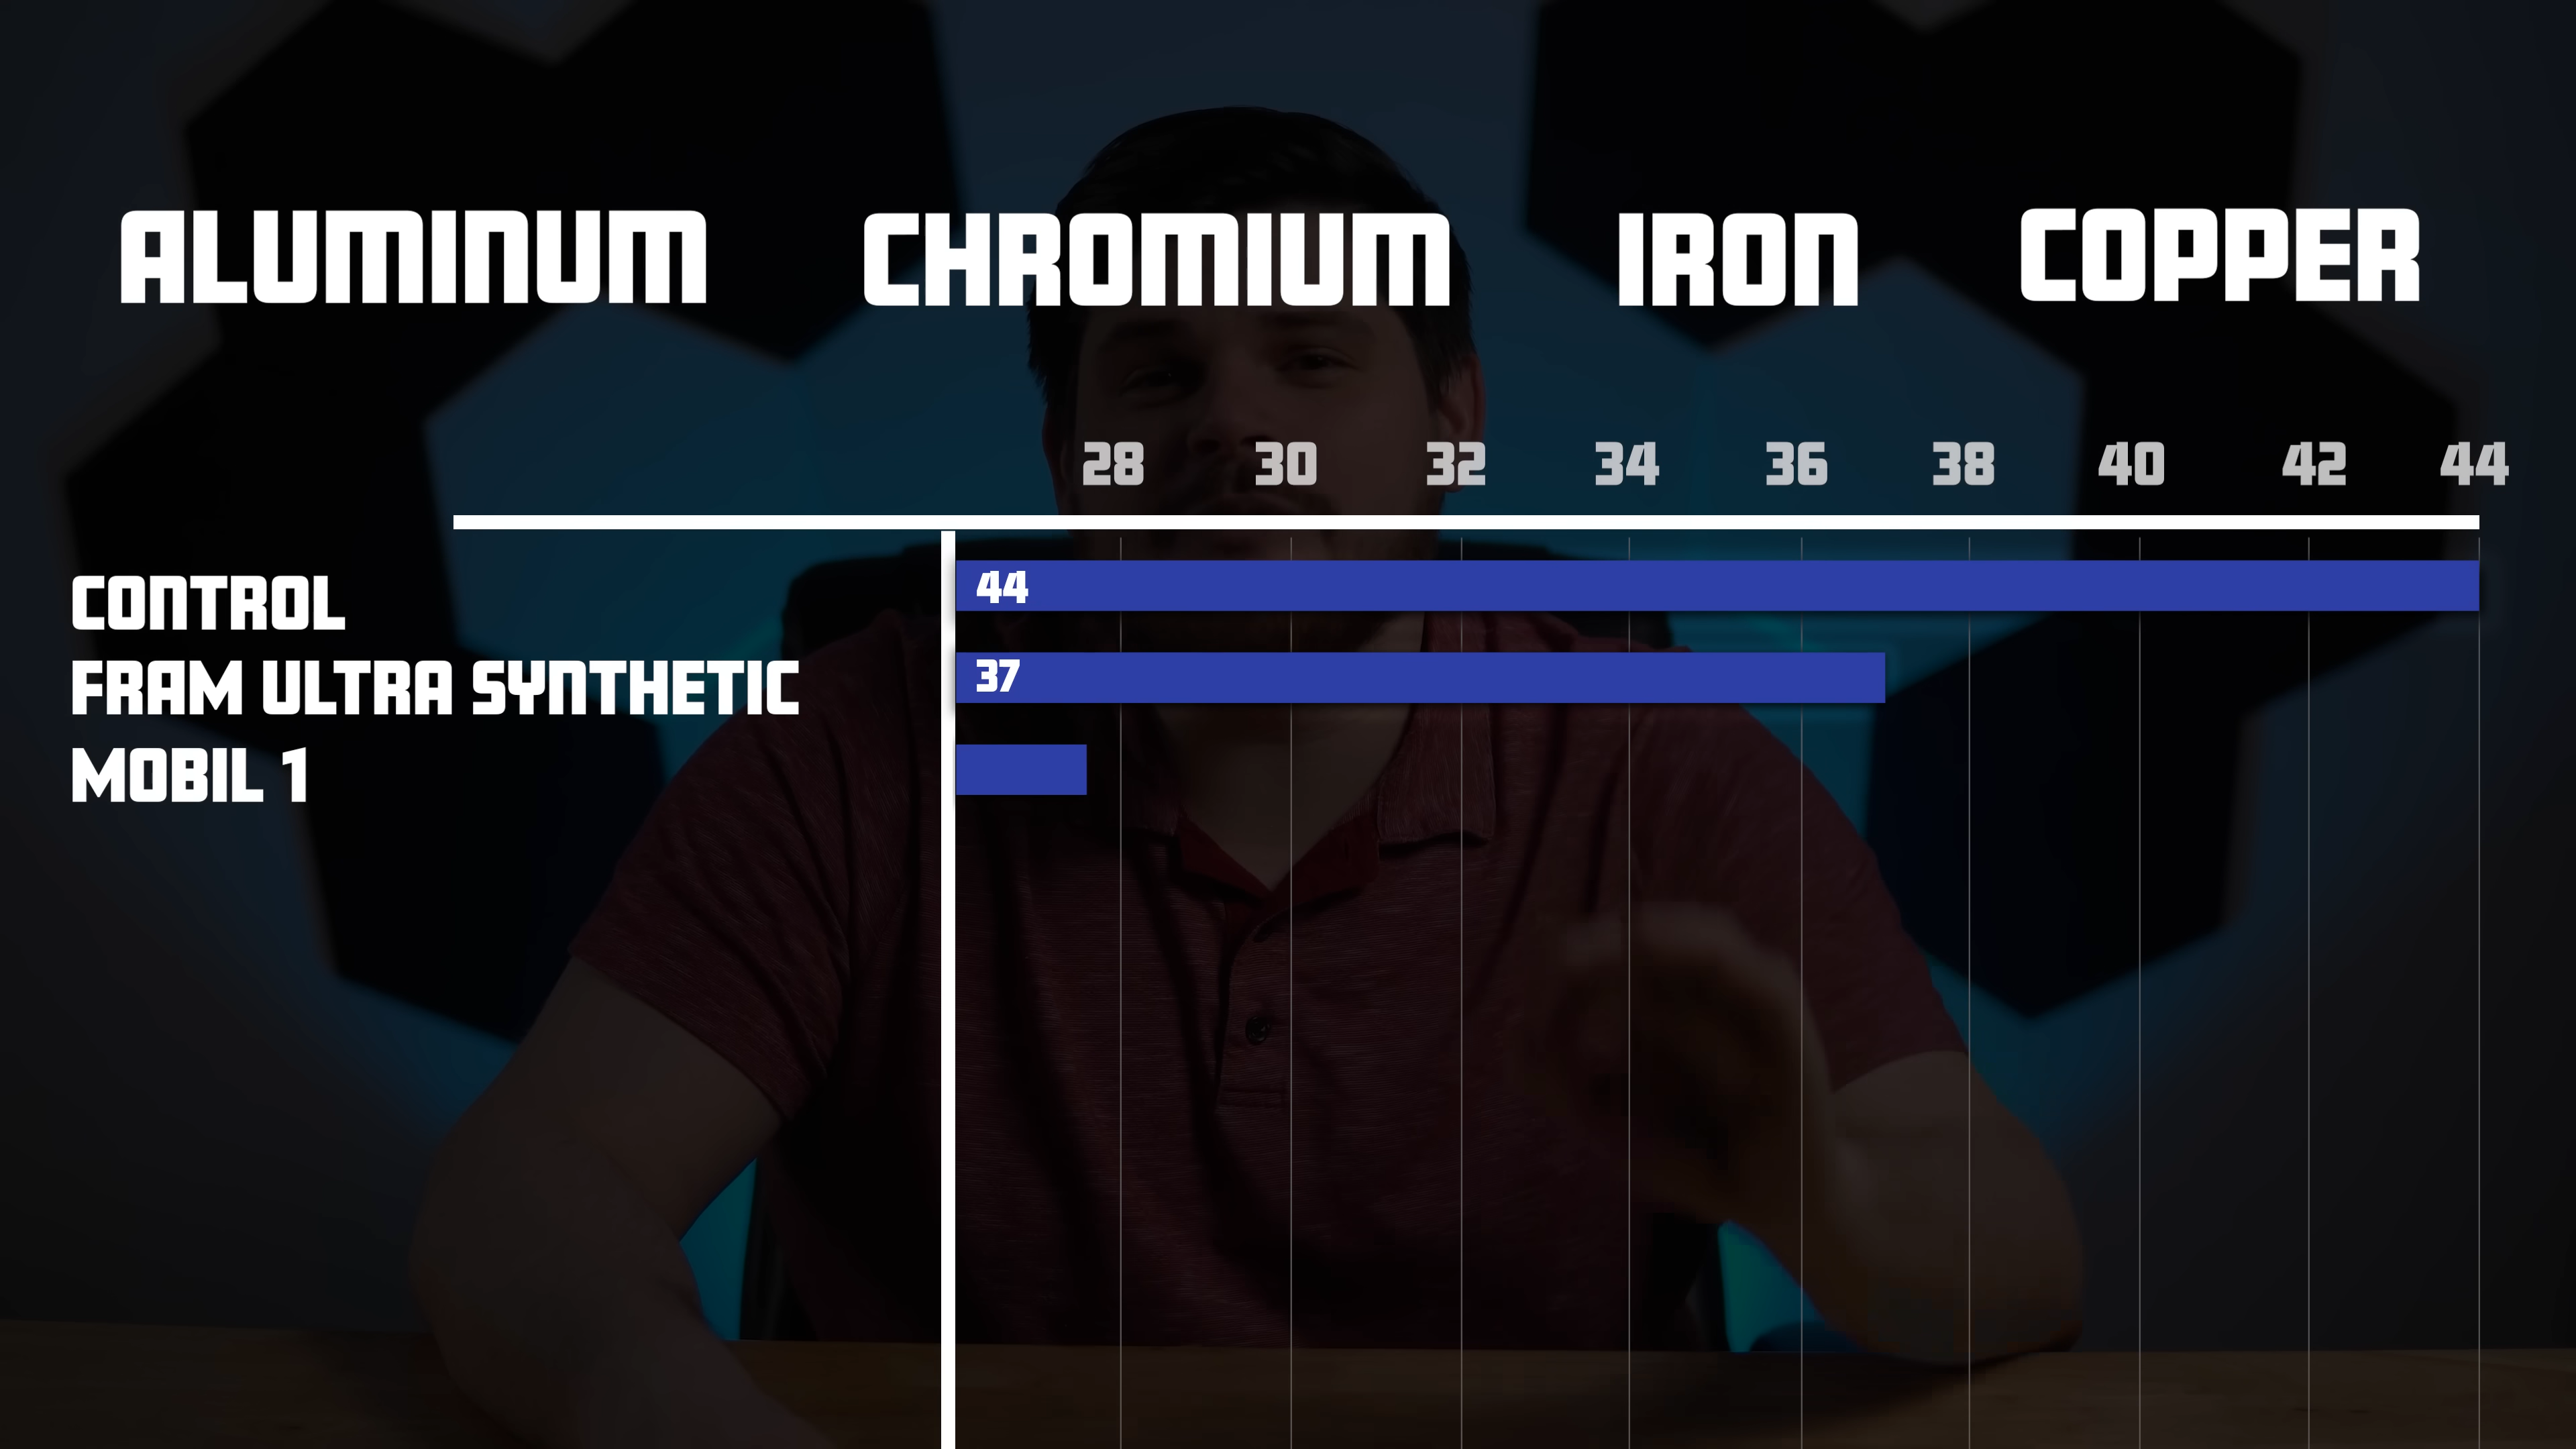 ALUMINUM CHROMIUM IRON COPPER
28 30 32 34 36 38 40 42 44
CONTROL 44
FRAM ULTRA SYNTHETIC 37
MOBIL 1